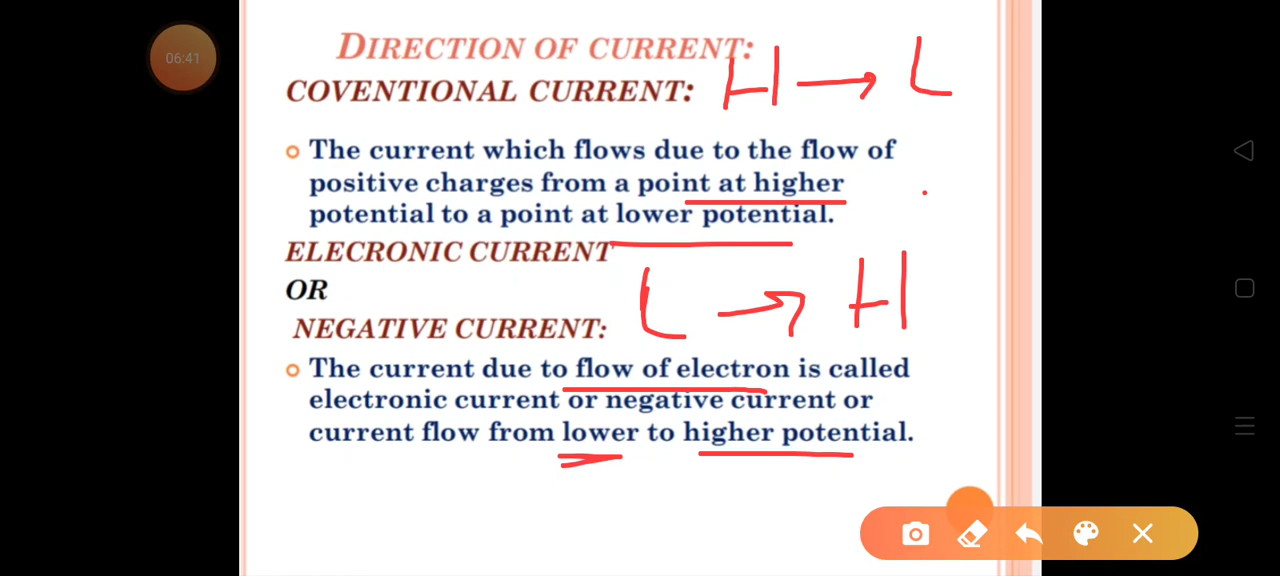 06:41
DIRECTION OF CURRENT:
COVENTIONAL CURRENT: H → L
The current which flows due to the flow of
positive charges from a point at higher
potential to a point at lower potential.
ELECRONIC CURRENT
OR
L → H
NEGATIVE CURRENT:
The current due to flow of electron is called
electronic current or negative current or
current flow from lower to higher potential.